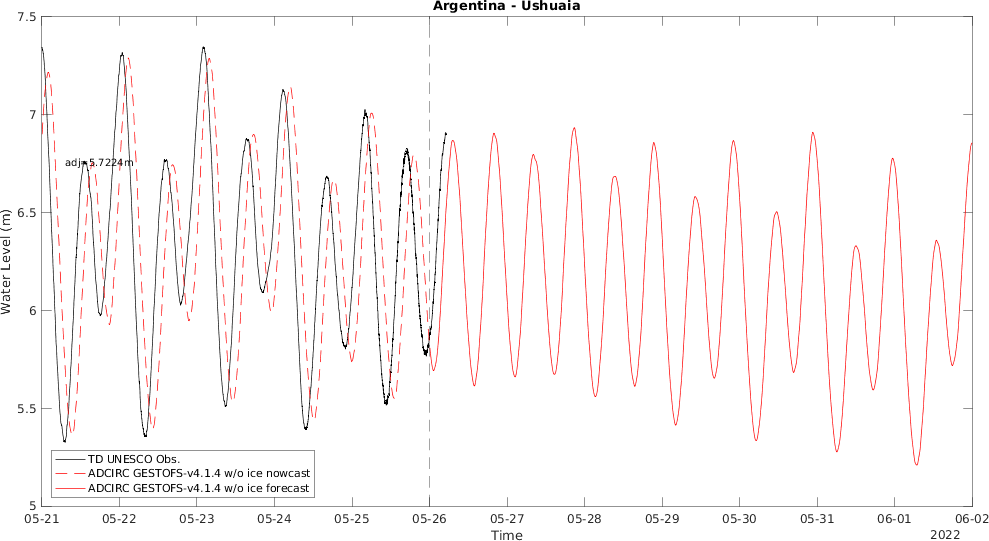 Argentina - Ushuaia
7.5
7
6.5
6
5.5
5
Water Level (m)
adj=5.7224m
TD UNESCO Obs.
ADCIRC GESTOFS-v4.1.4 w/o ice nowcast
ADCIRC GESTOFS-v4.1.4 w/o ice forecast
05-21 05-22 05-23 05-24 05-25 05-26 05-27 05-28 05-29 05-30 05-31 06-01 06-02
Time
2022